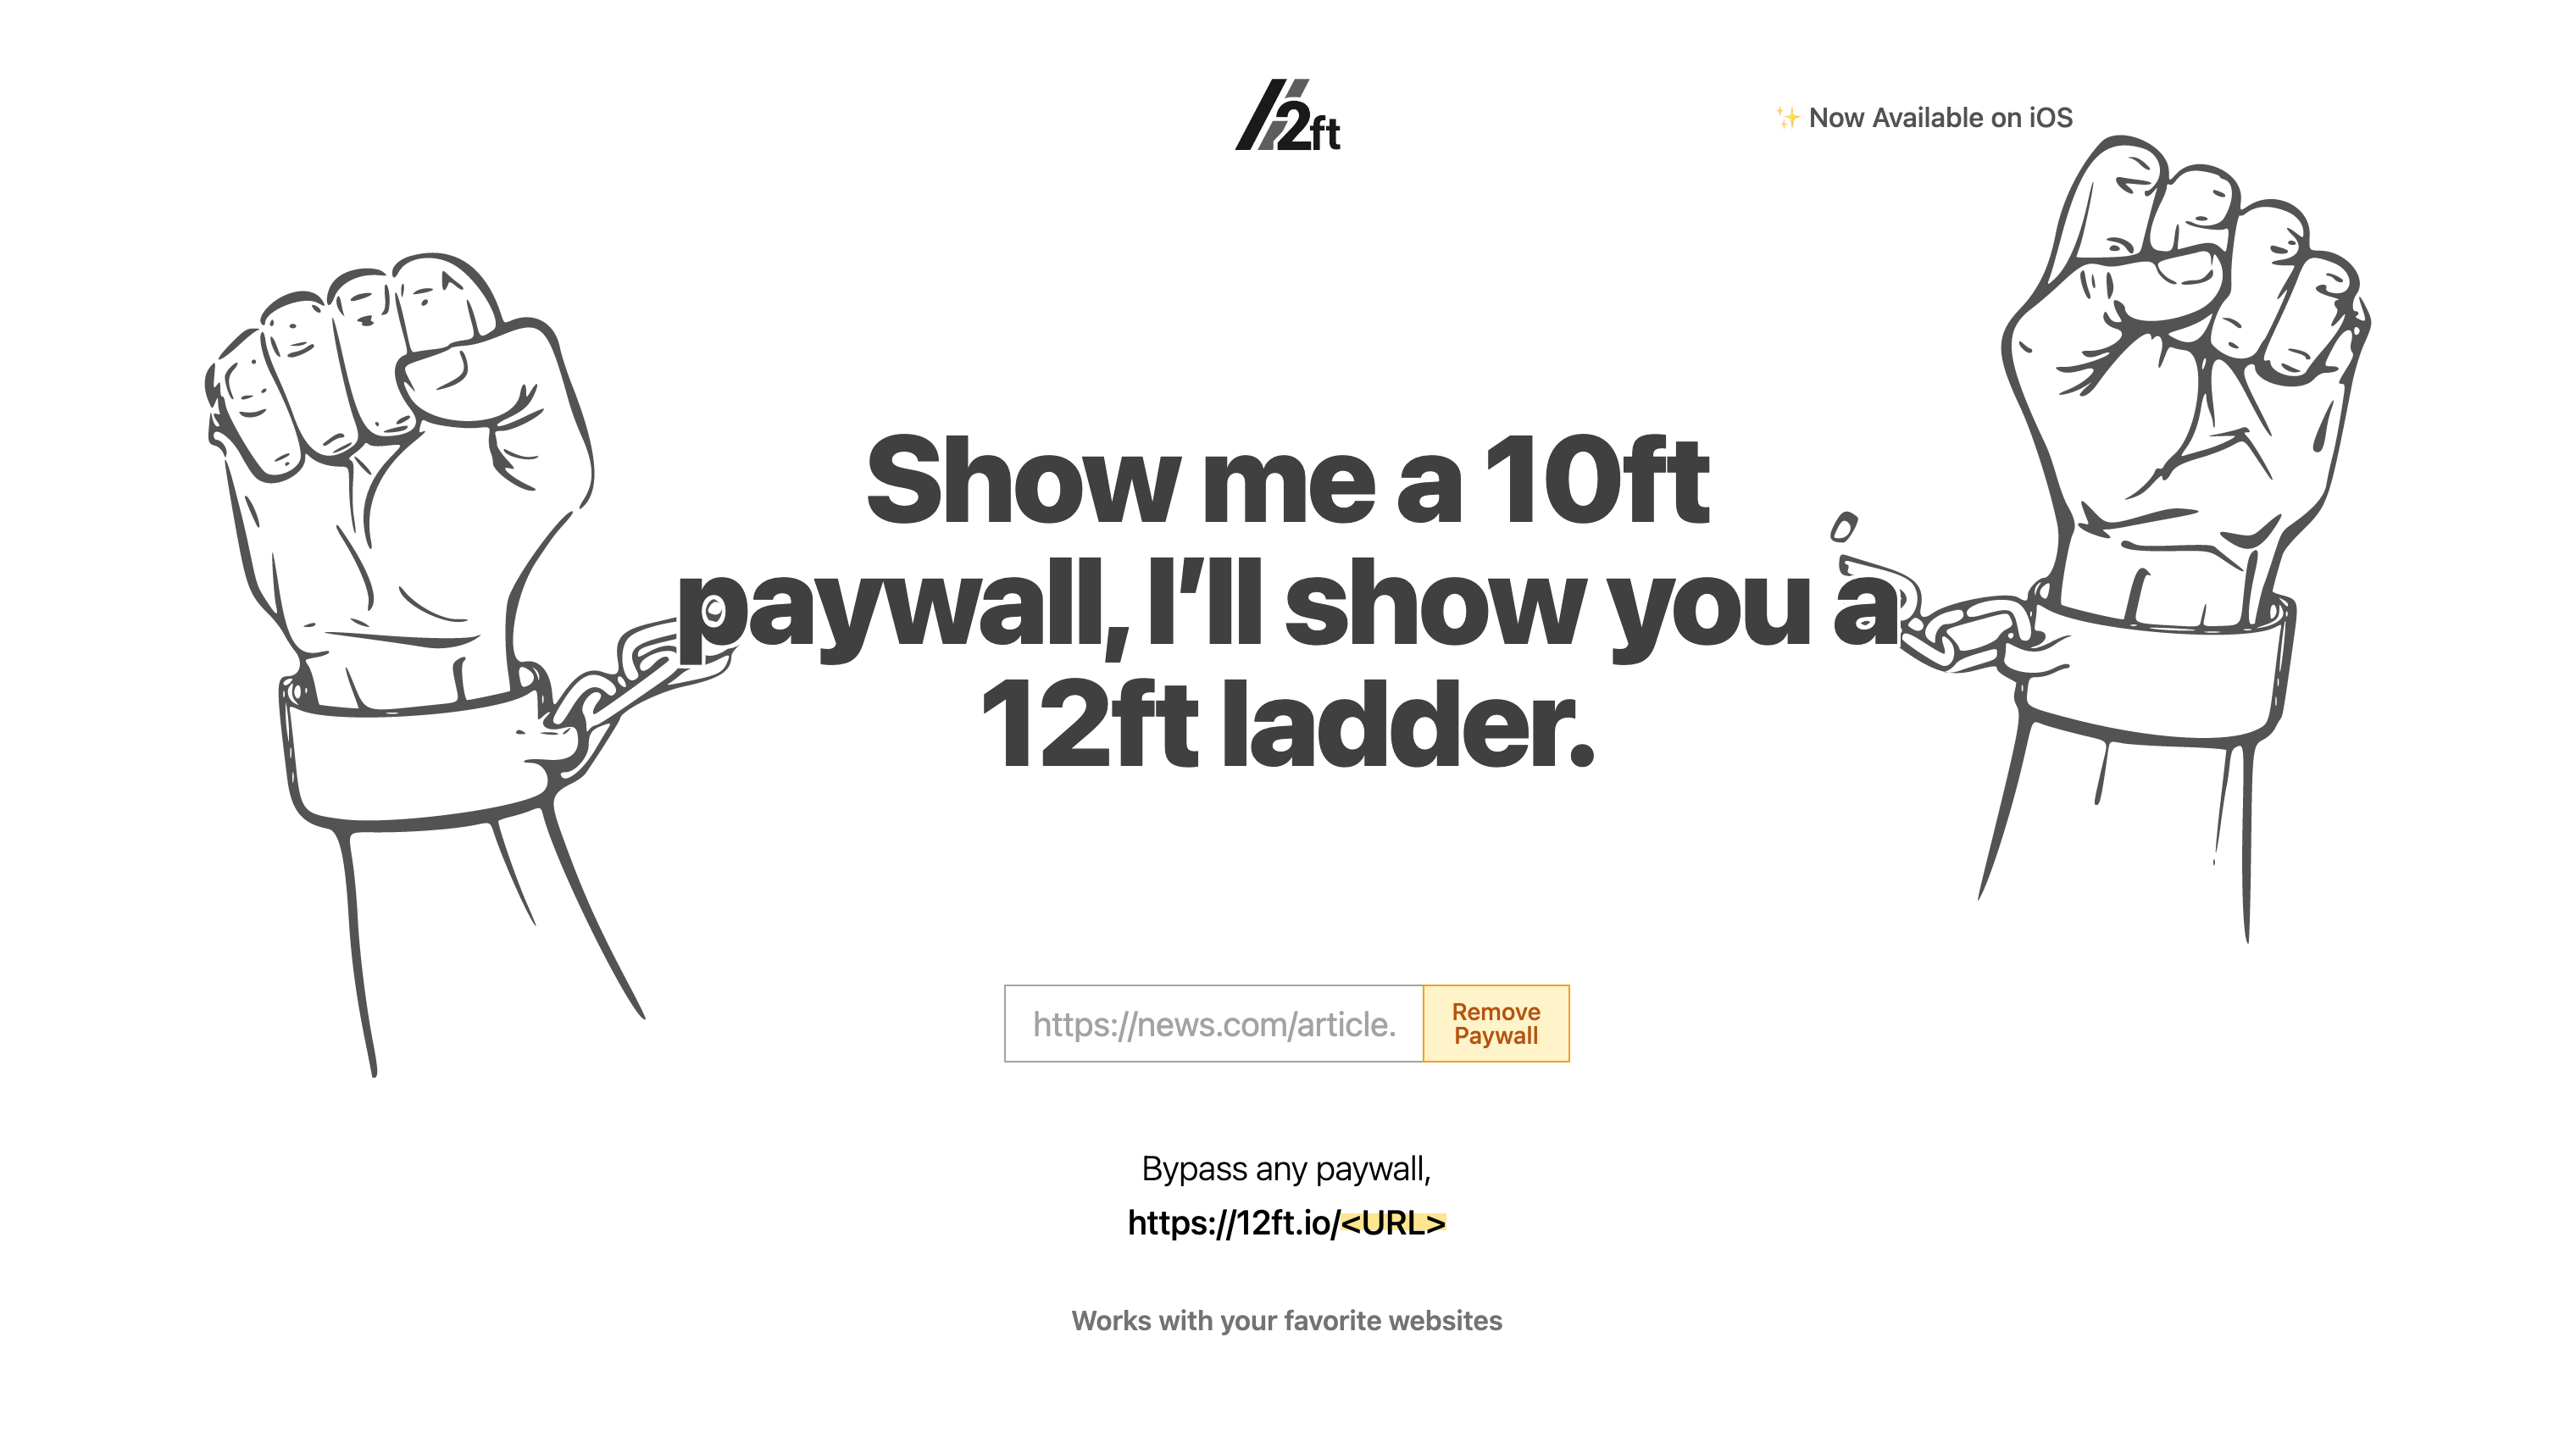 12ft
✨ Now Available on iOS
Show me a 10ft
paywall, I’ll show you a
12ft ladder.
https://news.com/article.
Remove
Paywall
Bypass any paywall,
https://12ft.io/<URL>
Works with your favorite websites